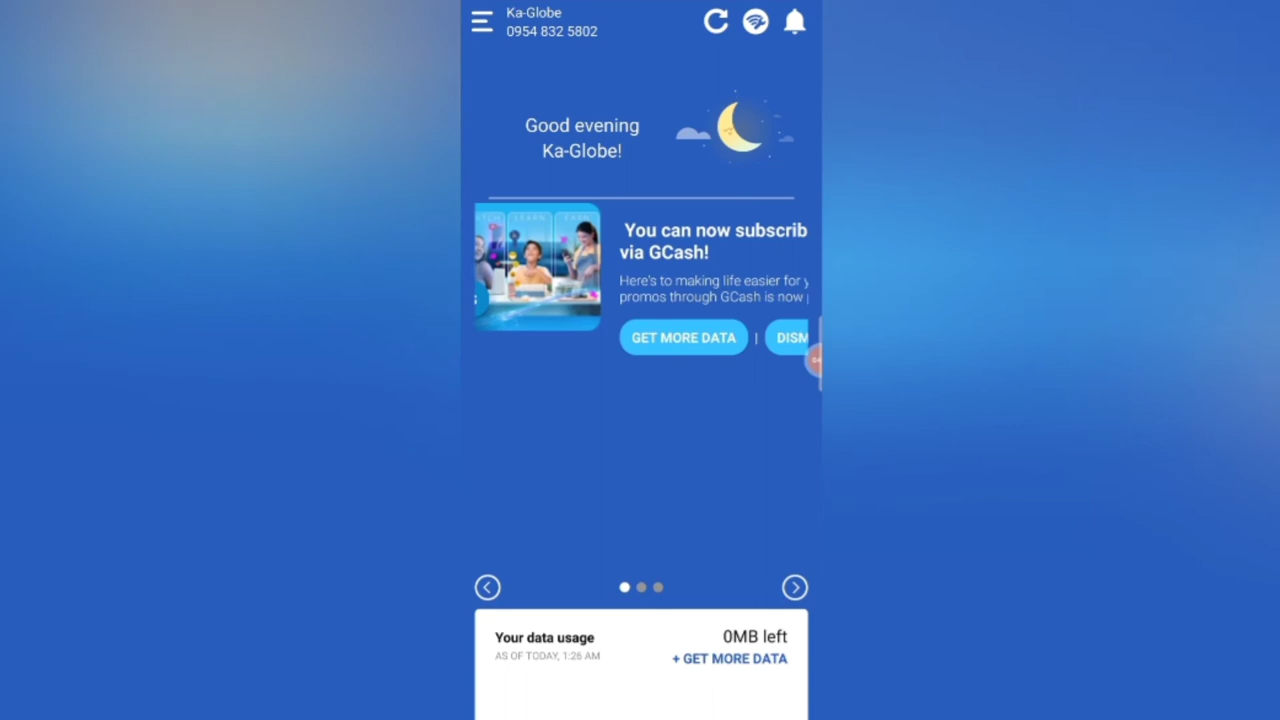 Ka-Globe
0954 832 5802
Good evening
Ka-Globe!
LEARN
EARN
You can now subscrib
via GCash!
Here's to making life easier for y
promos through GCash is now
GET MORE DATA | DISM
Your data usage
0MB left
AS OF TODAY, 1:26 AM
+ GET MORE DATA